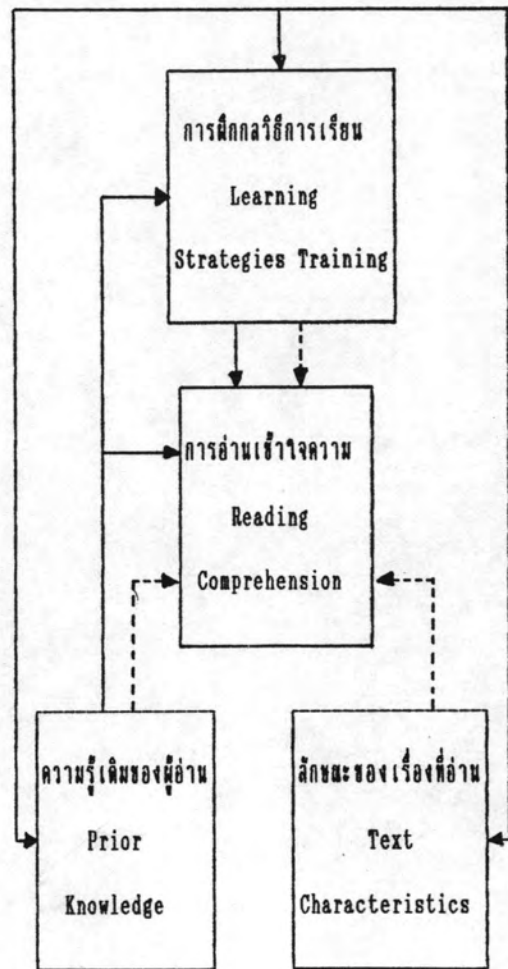 การฝึกกลวิธีการเรียน
Learning
Strategies Training
การอ่านเข้าใจความ
Reading
Comprehension
ความรู้เดิมของผู้อ่าน
Prior
Knowledge
ลักษณะของเรื่องที่อ่าน
Text
Characteristics